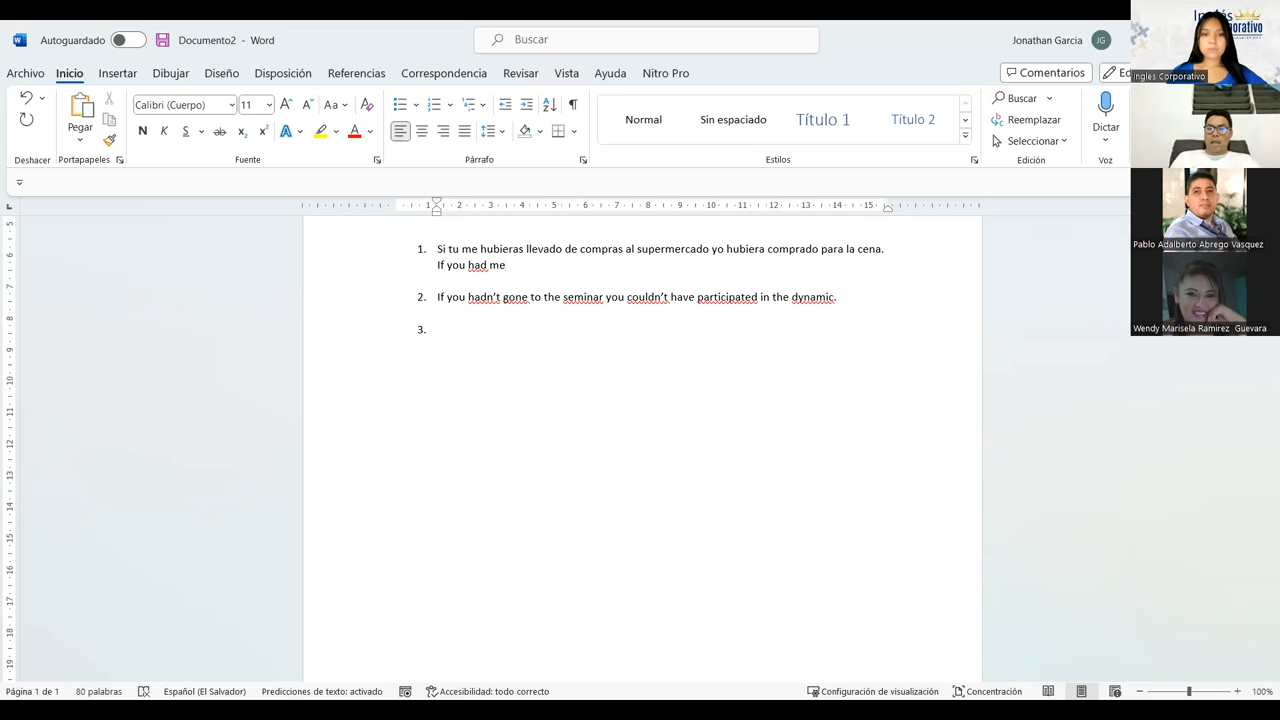 Autoguardado
Documento2 - Word
Buscar
Jonathan Garcia
JG
Archivo Inicio Insertar Dibujar Diseño Disposición Referencias Correspondencia Revisar Vista Ayuda Nitro Pro
Comentarios
Pegar
Calibri (Cuerpo) 11
Normal
Sin espaciado
Título 1
Título 2
Buscar
Reemplazar
Seleccionar
Dictar
Deshacer
Portapapeles
Fuente
Párrafo
Estilos
Edición
Voz
1. Si tu me hubieras llevado de compras al supermercado yo hubiera comprado para la cena.
If you had me
2. If you hadn't gone to the seminar you couldn't have participated in the dynamic.
3.
Ingles Corporativo
Pablo Adalberto Abrego Vasquez
Wendy Marisela Ramirez Guevara
Página 1 de 1
80 palabras
Español (El Salvador)
Predicciones de texto: activado
Accesibilidad: todo correcto
Configuración de visualización
Concentración
100%